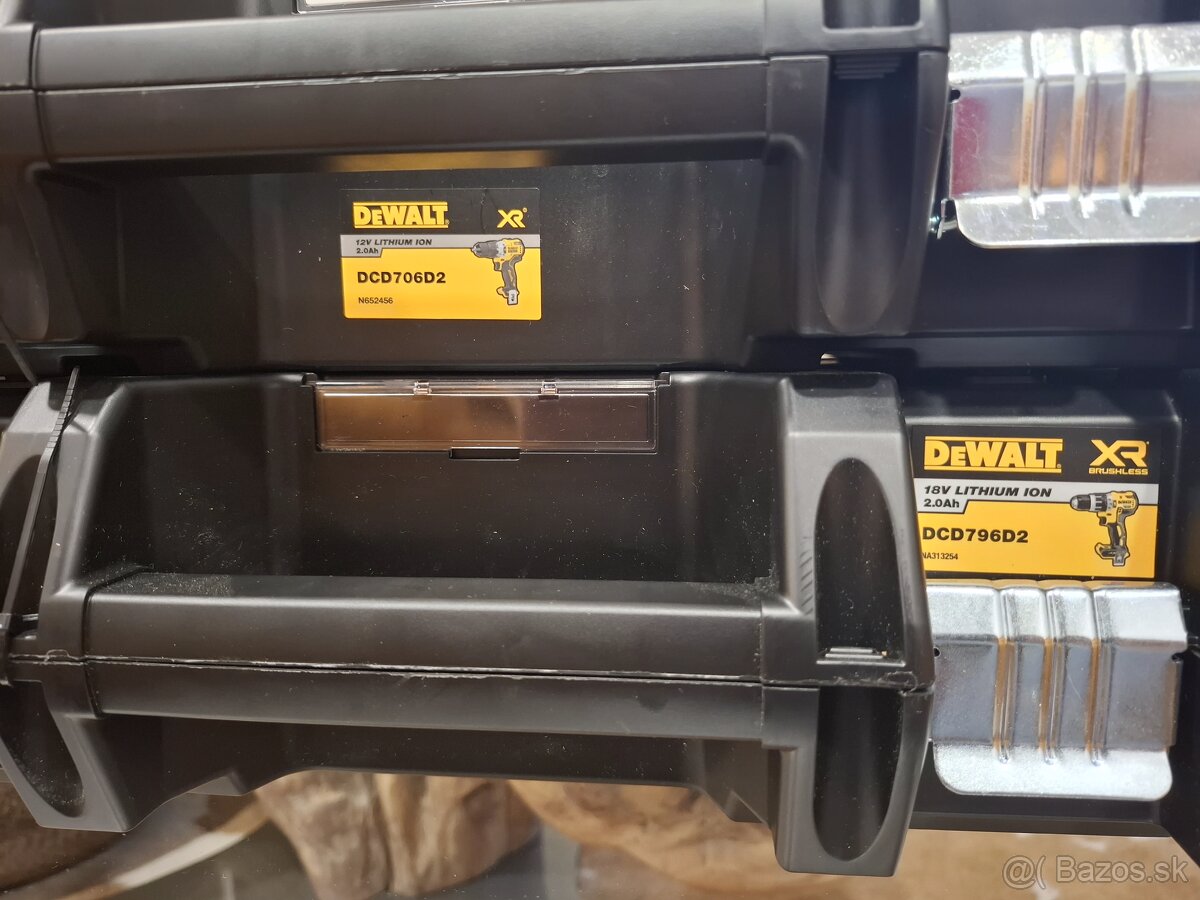 DEWALT XR
12V LITHIUM ION
2.0Ah
DCD706D2
N652456
DEWALT XR
BRUSHLESS
18V LITHIUM ION
2.0Ah
DCD796D2
NA313254
@( Bazos.sk